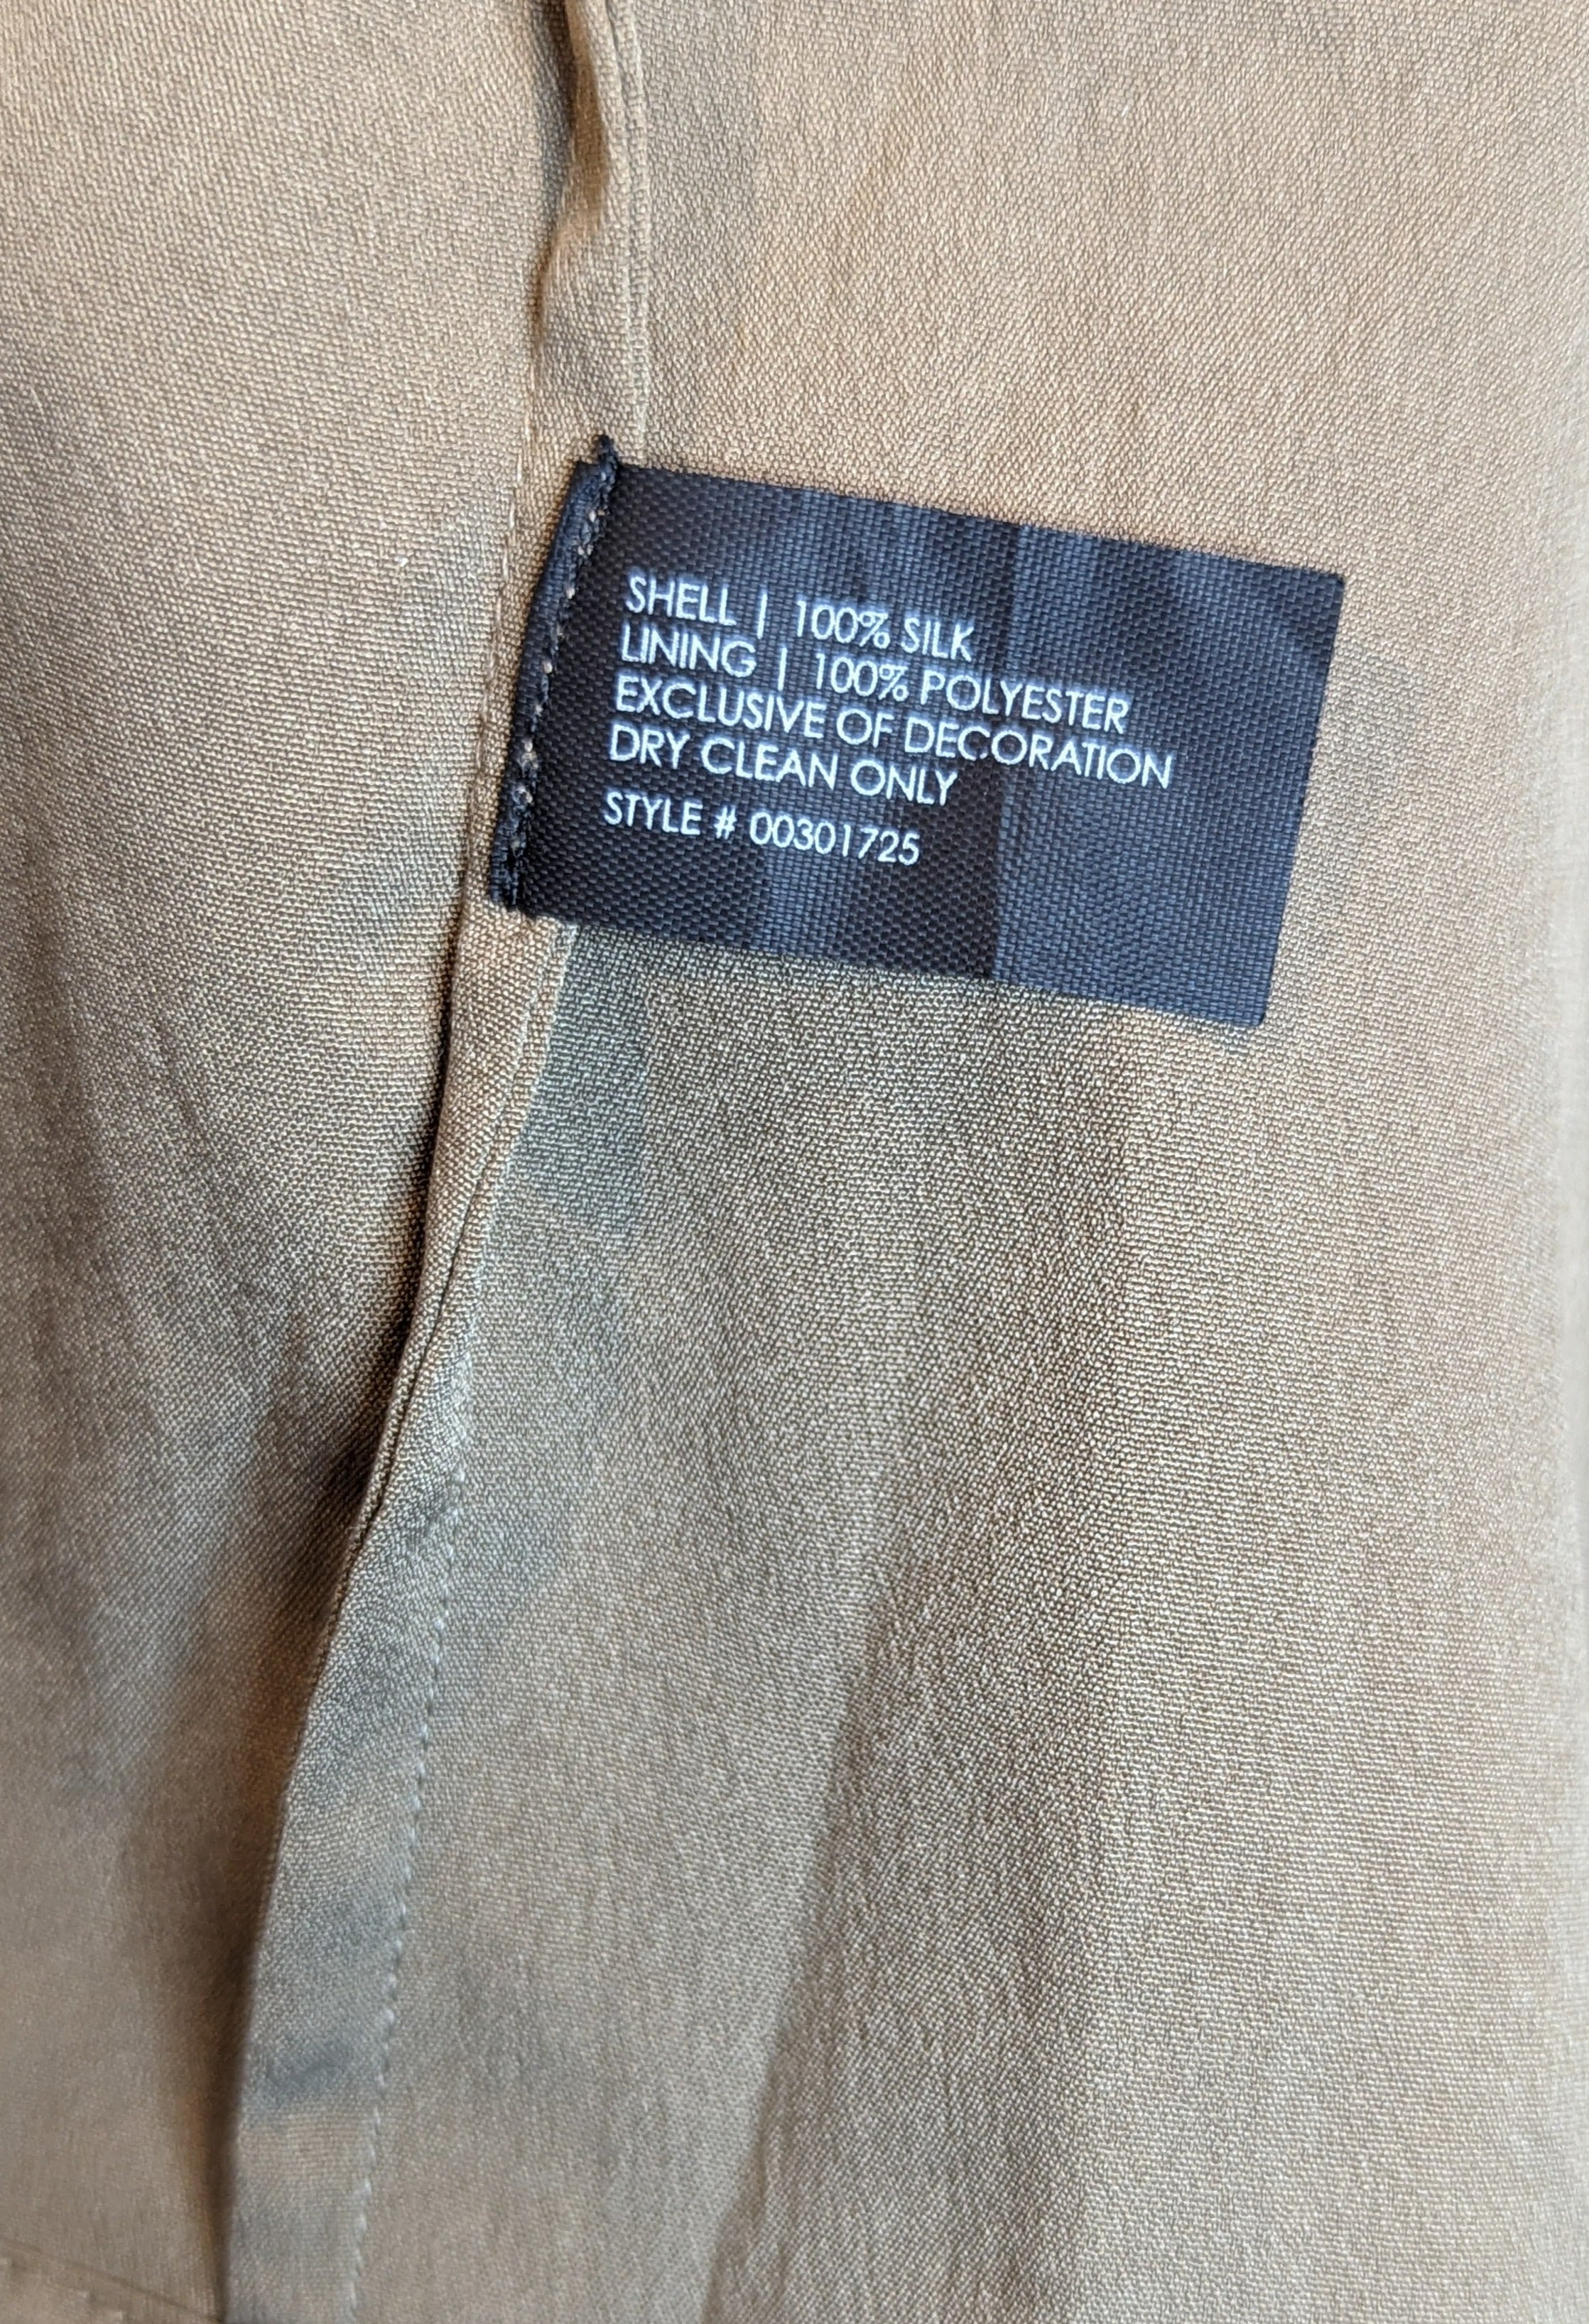 SHELL | 100% SILK
LINING | 100% POLYESTER
EXCLUSIVE OF DECORATION
DRY CLEAN ONLY
STYLE # 00301725